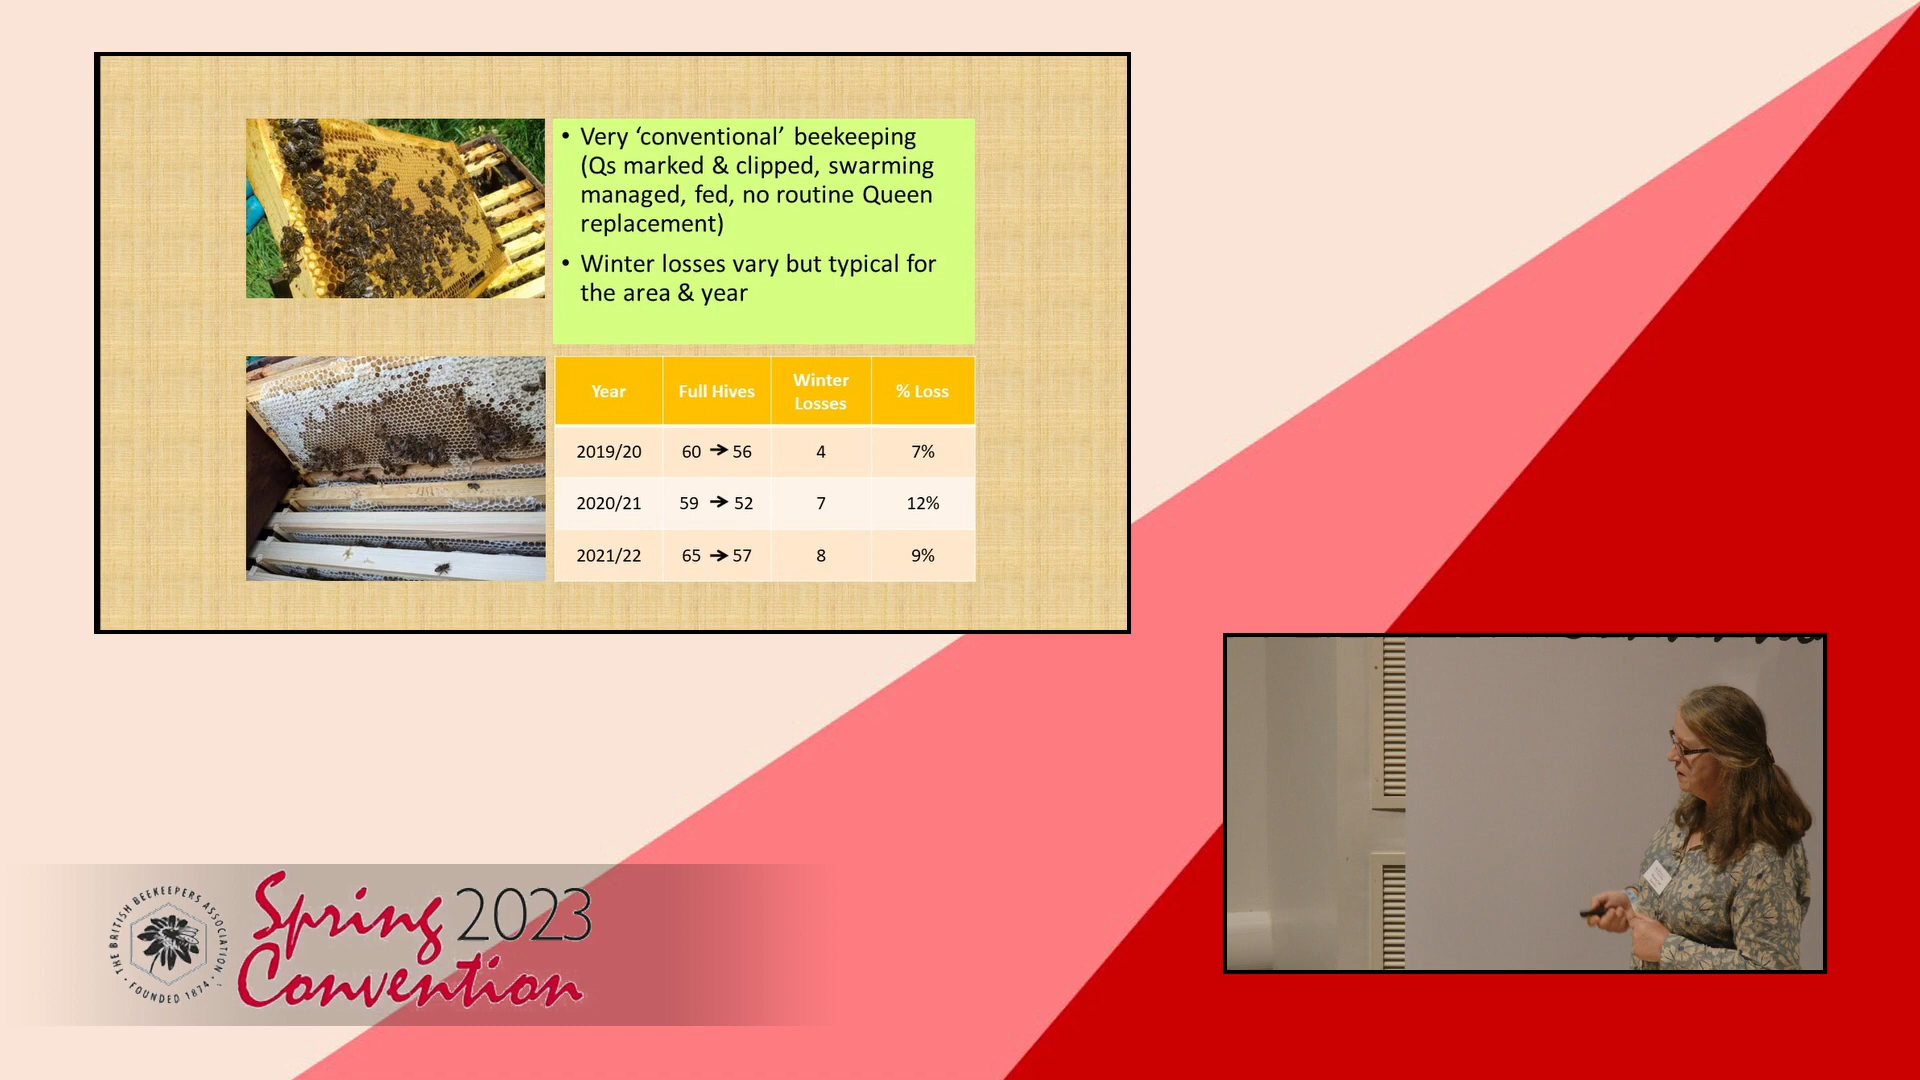 • Very ‘conventional’ beekeeping
(Qs marked & clipped, swarming
managed, fed, no routine Queen
replacement)
• Winter losses vary but typical for
the area & year
Year Full Hives Winter Losses % Loss
2019/20 60 ➔ 56 4 7%
2020/21 59 ➔ 52 7 12%
2021/22 65 ➔ 57 8 9%
THE BRITISH BEEKEEPERS ASSOCIATION
· FOUNDED 1874 ·
Spring 2023
Convention